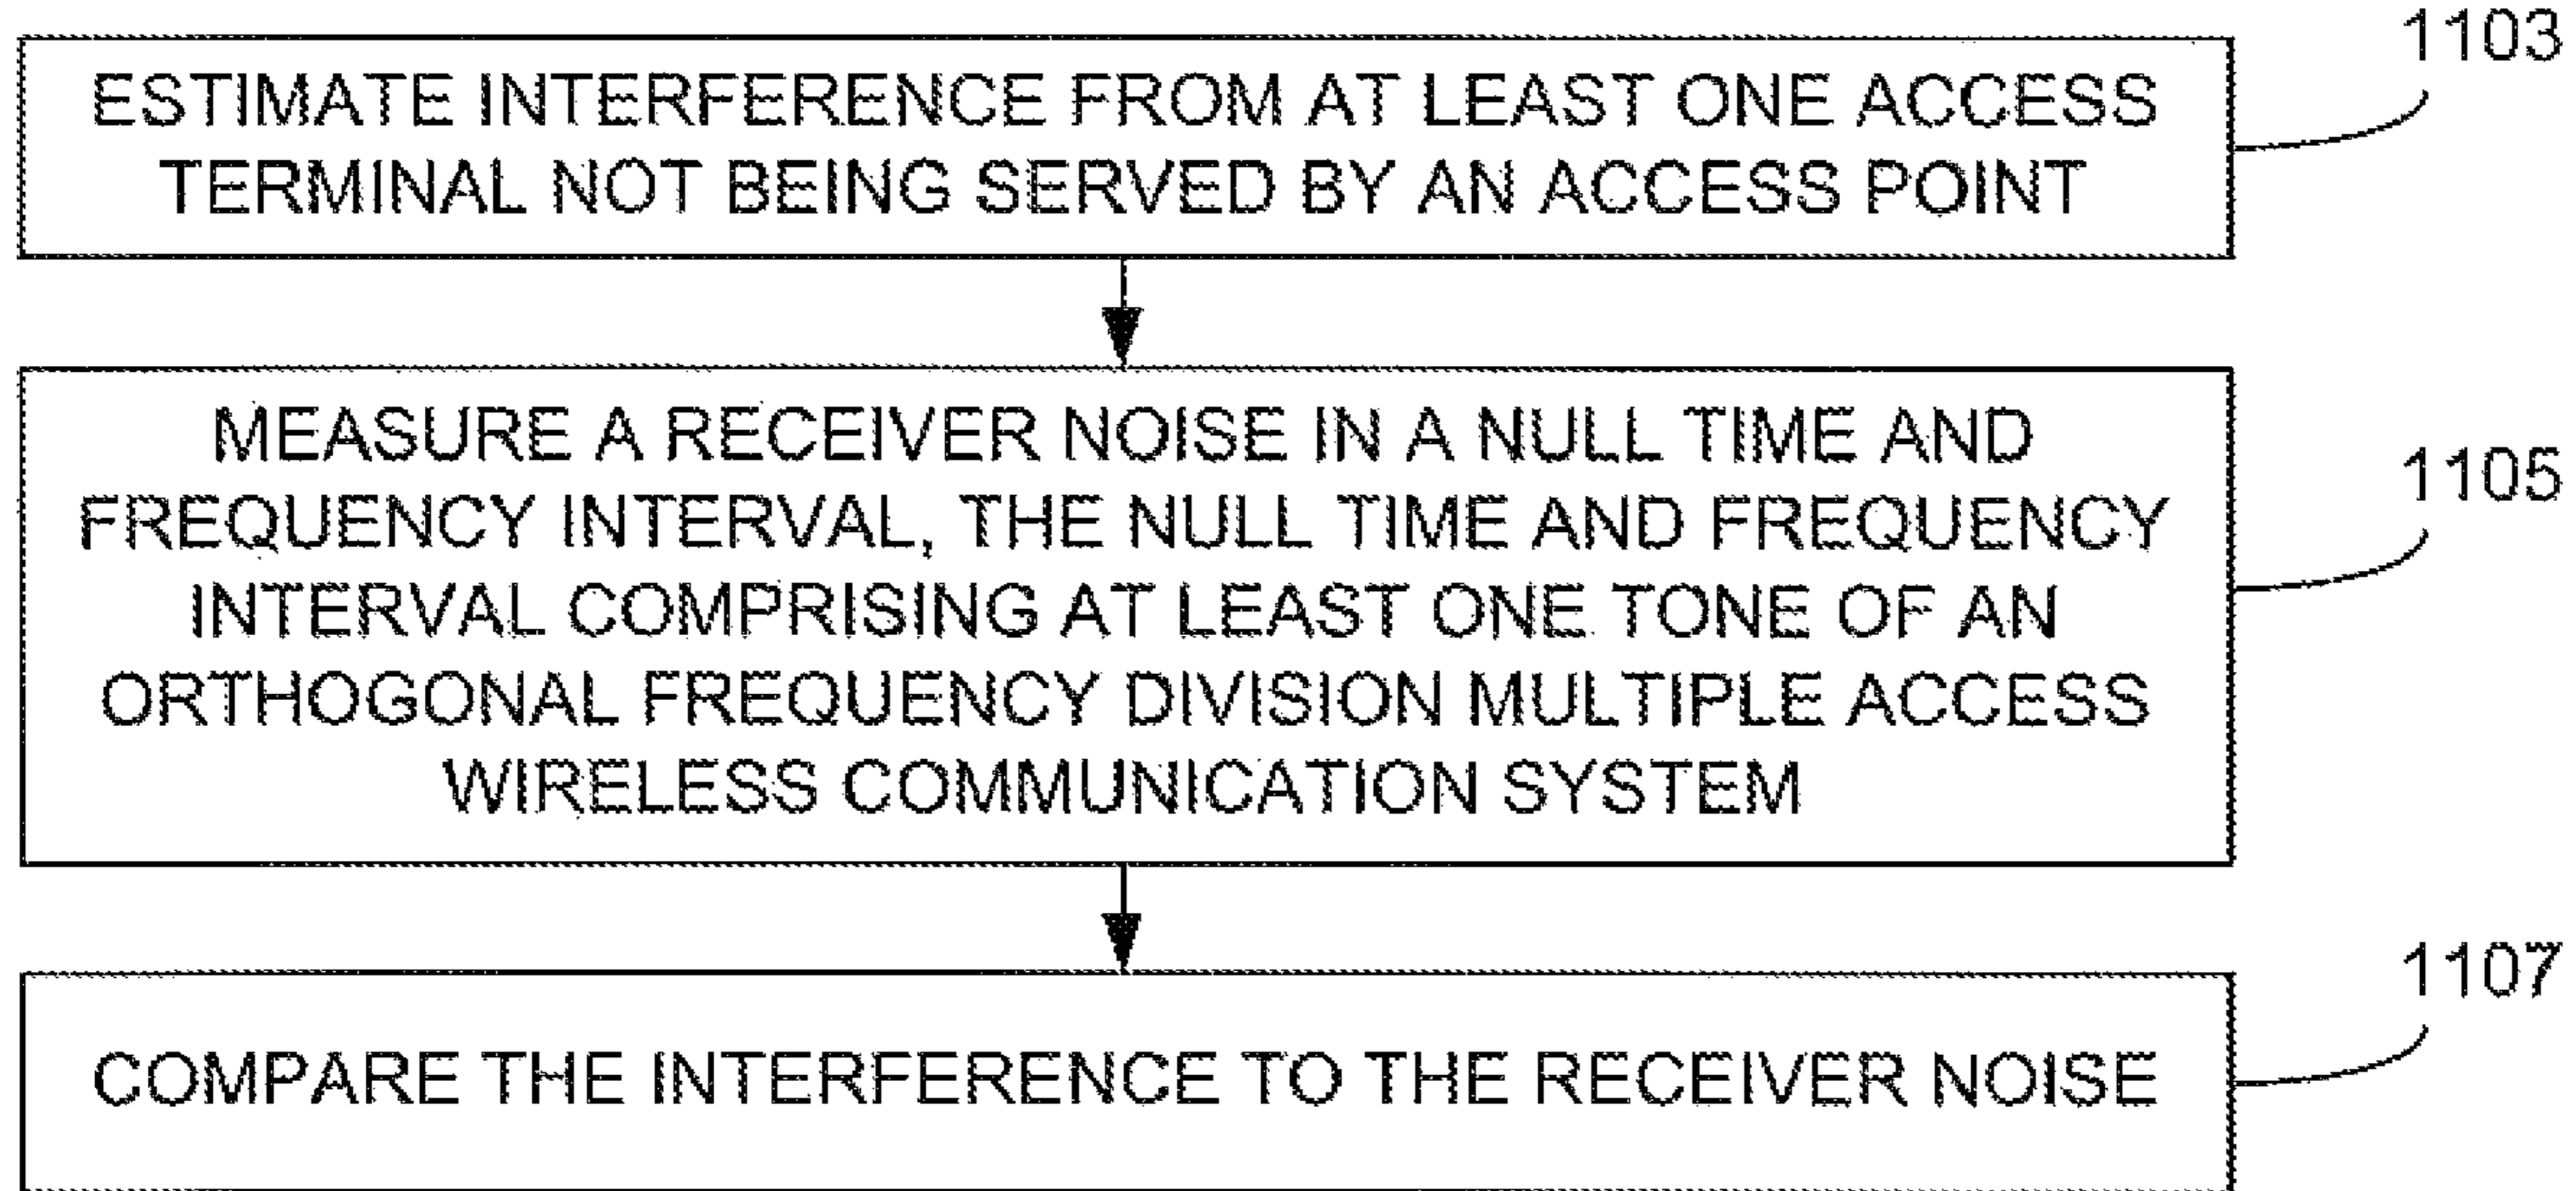 1103
ESTIMATE INTERFERENCE FROM AT LEAST ONE ACCESS
TERMINAL NOT BEING SERVED BY AN ACCESS POINT
1105
MEASURE A RECEIVER NOISE IN A NULL TIME AND
FREQUENCY INTERVAL, THE NULL TIME AND FREQUENCY
INTERVAL COMPRISING AT LEAST ONE TONE OF AN
ORTHOGONAL FREQUENCY DIVISION MULTIPLE ACCESS
WIRELESS COMMUNICATION SYSTEM
1107
COMPARE THE INTERFERENCE TO THE RECEIVER NOISE